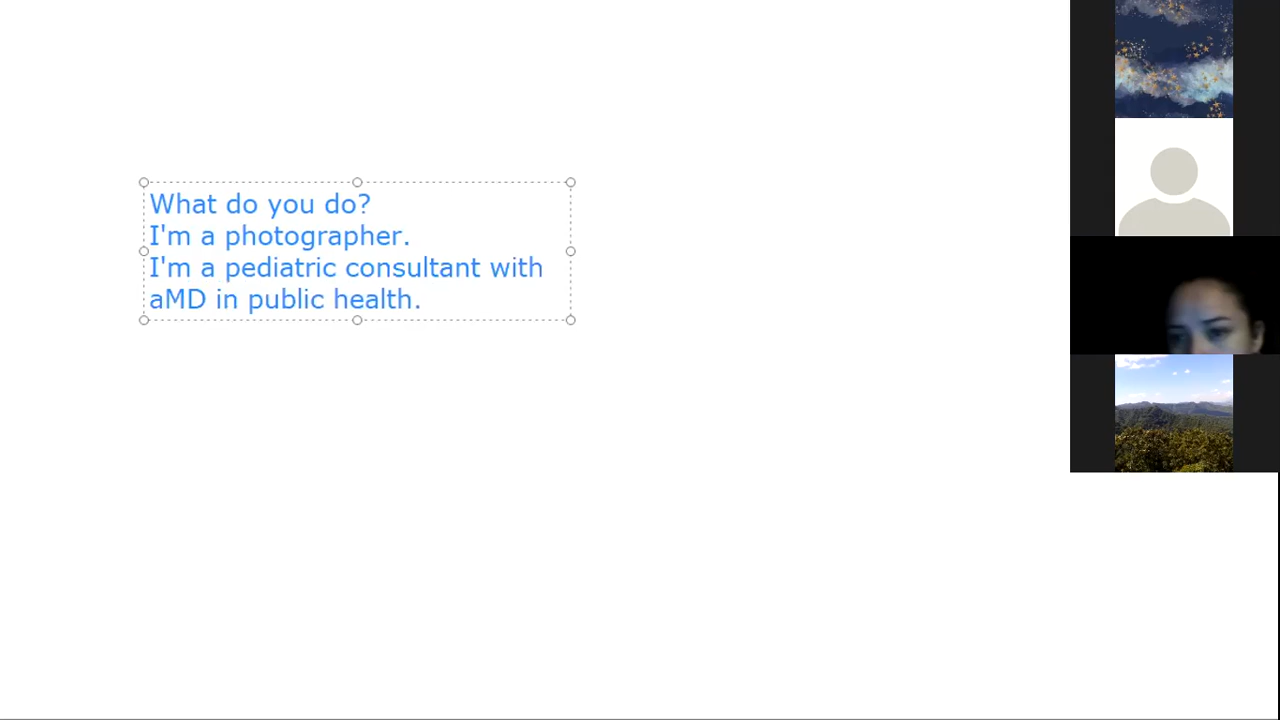 What do you do?
I'm a photographer.
I'm a pediatric consultant with
aMD in public health.